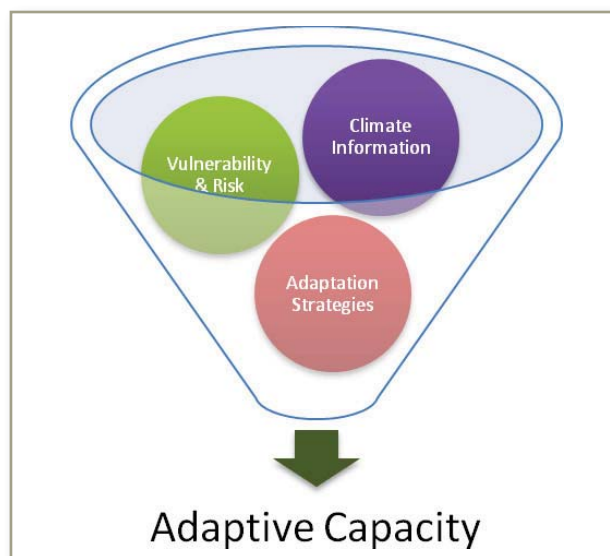 Climate
Information
Vulnerability
& Risk
Adaptation
Strategies
Adaptive Capacity